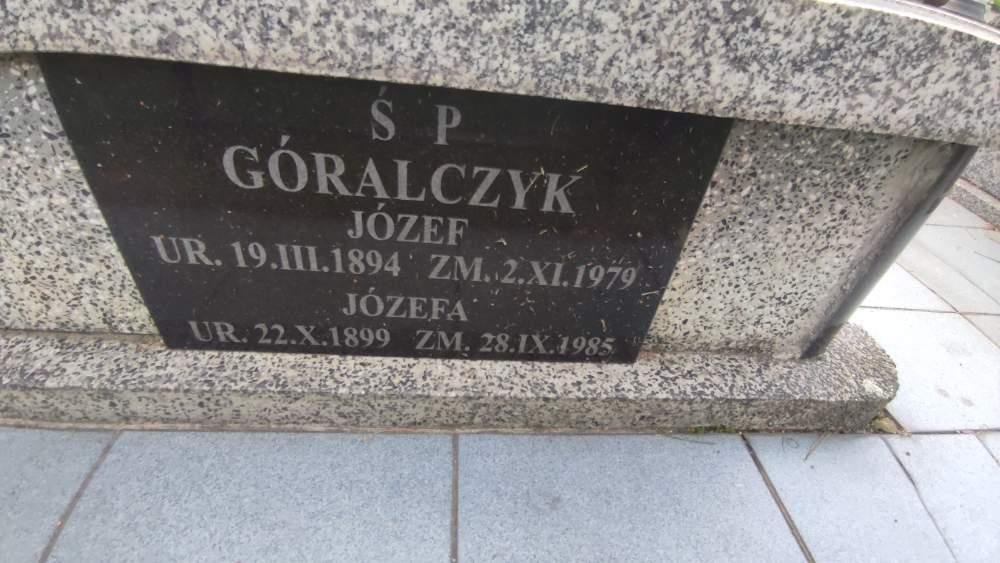 Ś P
GÓRALCZYK
JÓZEF
UR. 19.III.1894 ZM. 2.XI.1979
JÓZEFA
UR. 22.X.1899 ZM. 28.IX.1985